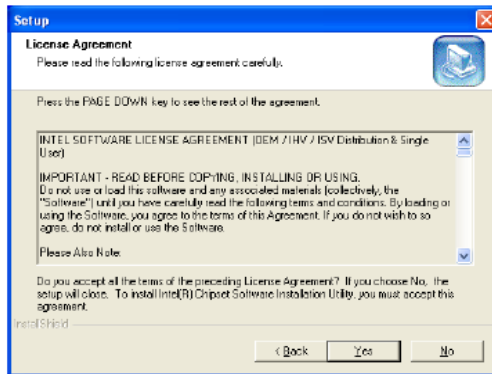 Setup
License Agreement
Please read the following license agreement carefully.
Press the PAGE DOWN key to see the rest of the agreement.
INTEL SOFTWARE LICENSE AGREEMENT (OEM / IHV / ISV Distribution & Single
User)
IMPORTANT - READ BEFORE COPYING, INSTALLING OR USING.
Do not use or load this software and any associated materials (collectively, the
"Software") until you have carefully read the following terms and conditions. By loading or
using the Software, you agree to the terms of this Agreement. If you do not wish to so
agree, do not install or use the Software.
Please Also Note:
Do you accept all the terms of the preceding License Agreement? If you choose No, the
setup will close. To install Intel(R) Chipset Software Installation Utility, you must accept this
agreement.
InstallShield
< Back Yes No